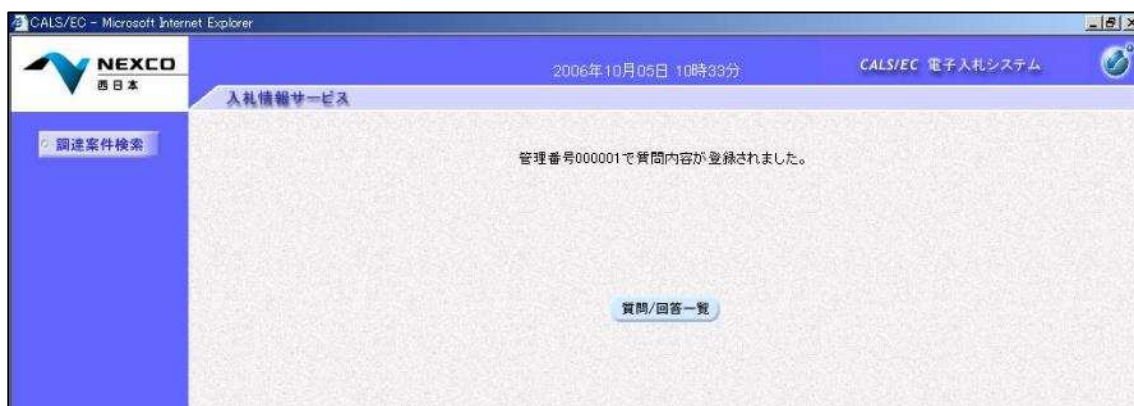 CALS/EC - Microsoft Internet Explorer
NEXCO
西日本
2006年10月05日 10時33分
CALS/EC 電子入札システム
入札情報サービス
調達案件検索
管理番号000001で質問内容が登録されました。
質問/回答一覧